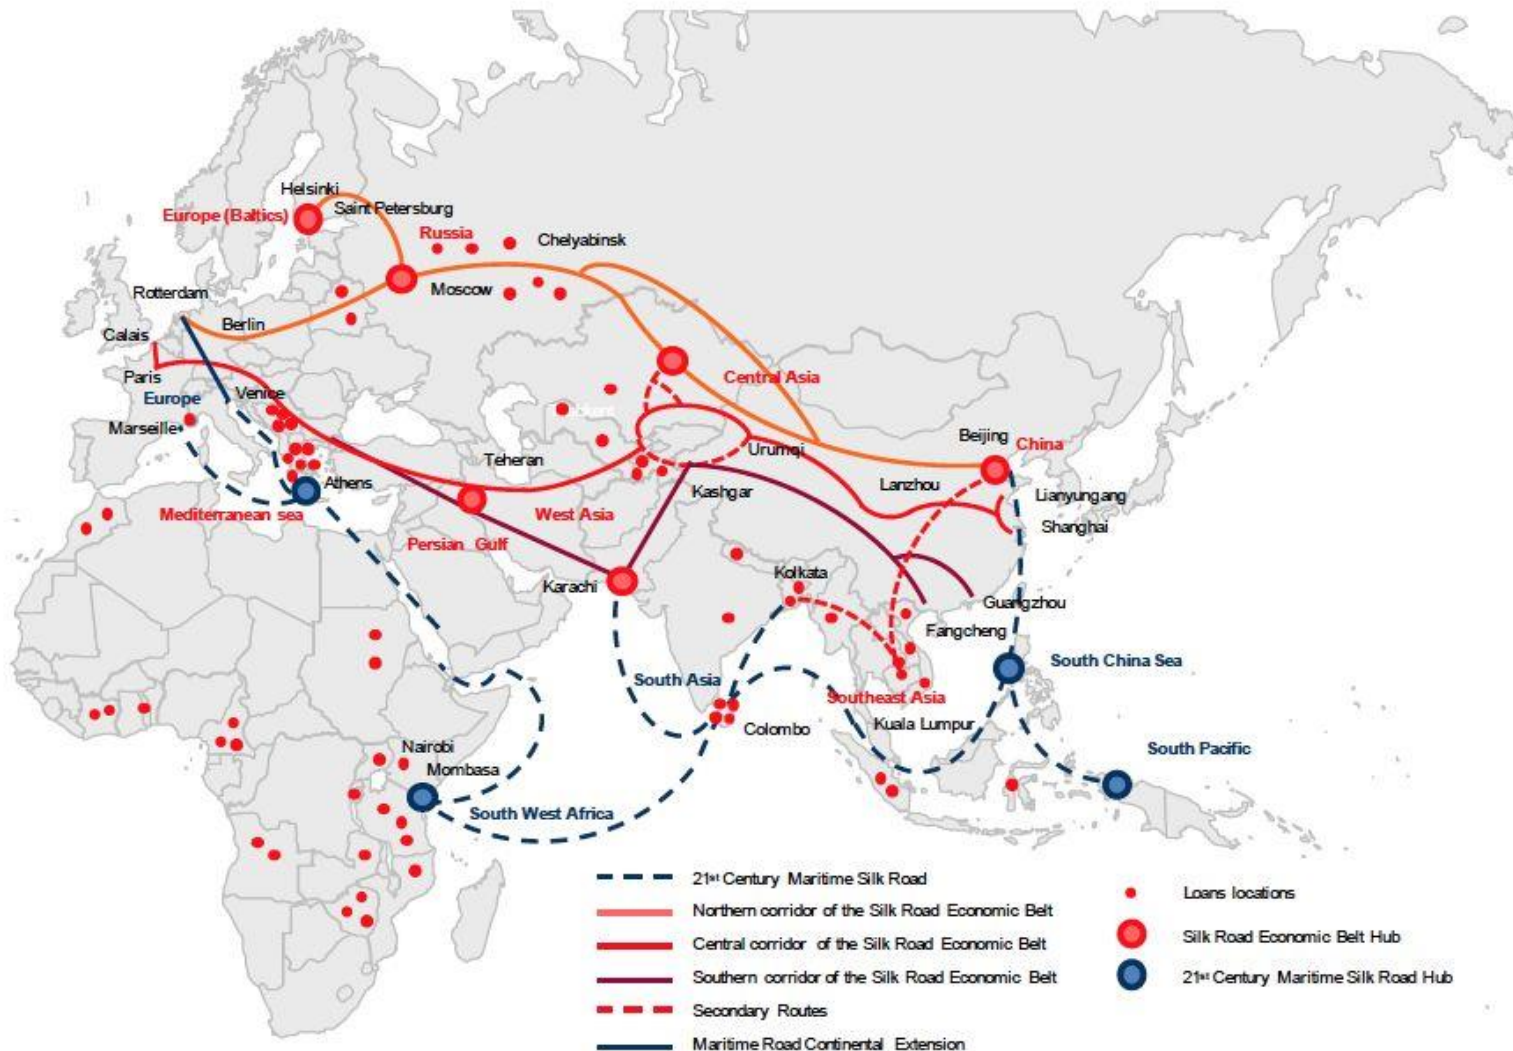 Helsinki
Europe (Baltics)
Saint Petersburg
Russia
Chelyabinsk
Rotterdam
Moscow
Berlin
Calais
Paris
Central Asia
Europe
Venice
Marseille
Beijing
China
Urumqi
Teheran
Lanzhou
Athens
Kashgar
Lianyungang
Mediterranean sea
West Asia
Shanghai
Persian Gulf
Karachi
Kolkata
Guangzhou
Fangcheng
South China Sea
South Asia
Southeast Asia
Kuala Lumpur
Colombo
Nairobi
South Pacific
Mombasa
South West Africa
21st Century Maritime Silk Road
Northern corridor of the Silk Road Economic Belt
Central corridor of the Silk Road Economic Belt
Southern corridor of the Silk Road Economic Belt
Secondary Routes
Maritime Road Continental Extension
Loans locations
Silk Road Economic Belt Hub
21st Century Maritime Silk Road Hub